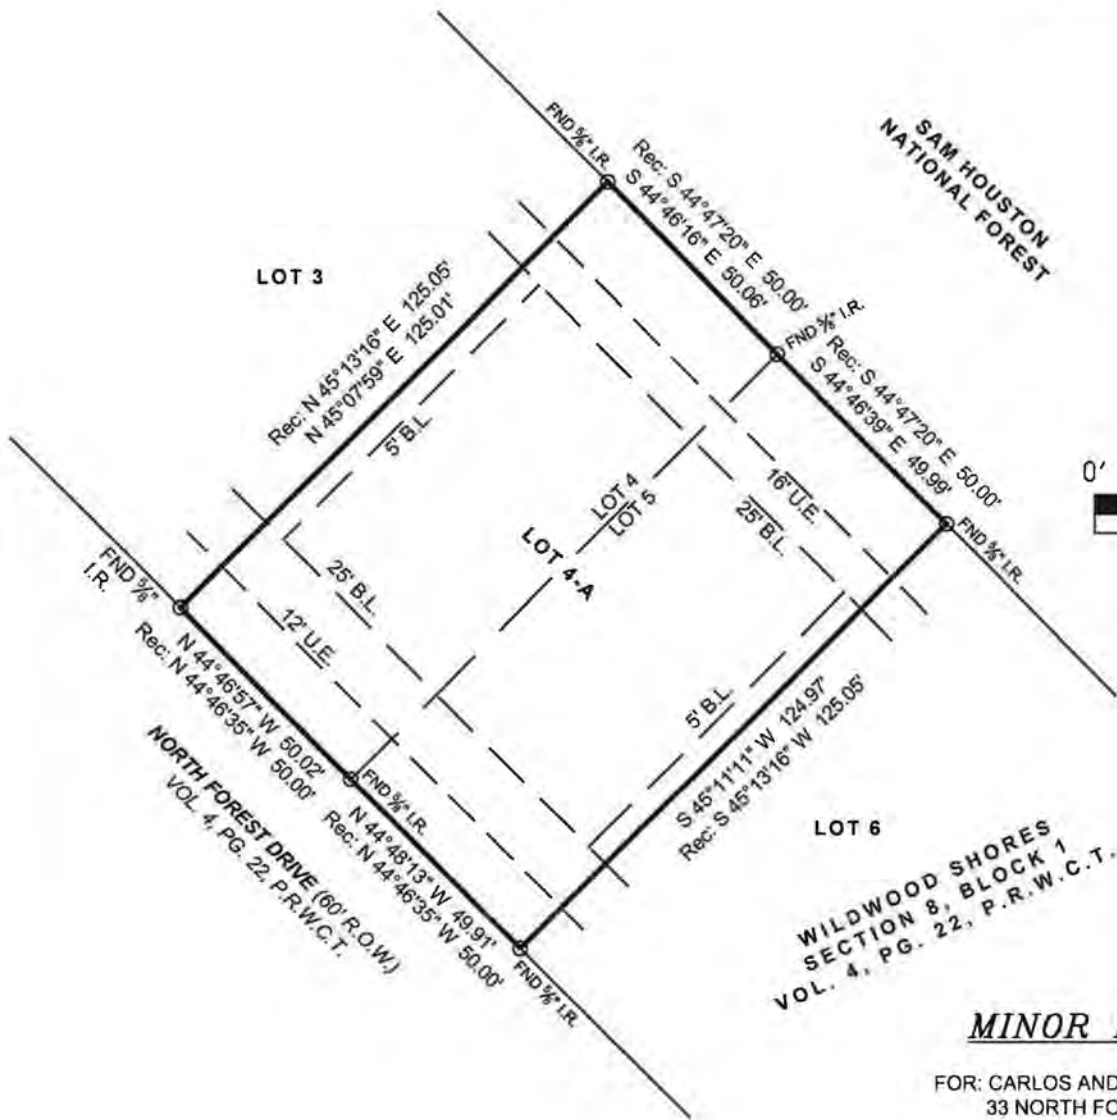 SAM HOUSTON
NATIONAL FOREST
FND 5/8" I.R.
Rec: S 44°47'20" E 50.00'
S 44°46'16" E 50.06'
LOT 3
FND 5/8" I.R.
Rec: S 44°47'20" E 50.00'
S 44°46'39" E 49.99'
Rec: N 45°13'16" E 125.05'
N 45°07'59" E 125.01'
5' B.L.
LOT 4
LOT 5
16' U.E.
25' B.L.
0'
FND 5/8" I.R.
LOT 4-A
FND 5/8"
I.R.
25' B.L.
12' U.E.
5' B.L.
N 44°46'57" W 50.02'
Rec: N 44°46'35" W 50.00'
S 45°11'11" W 124.97'
Rec: S 45°13'16" W 125.05'
NORTH FOREST DRIVE (60' R.O.W.)
VOL. 4, PG. 22, P.R.W.C.T.
FND 5/8" I.R.
N 44°48'13" W 49.91'
Rec: N 44°46'35" W 50.00'
LOT 6
FND 5/8" I.R.
WILDWOOD SHORES
SECTION 8, BLOCK 1
VOL. 4, PG. 22, P.R.W.C.T.
MINOR
FOR: CARLOS AND
33 NORTH FO